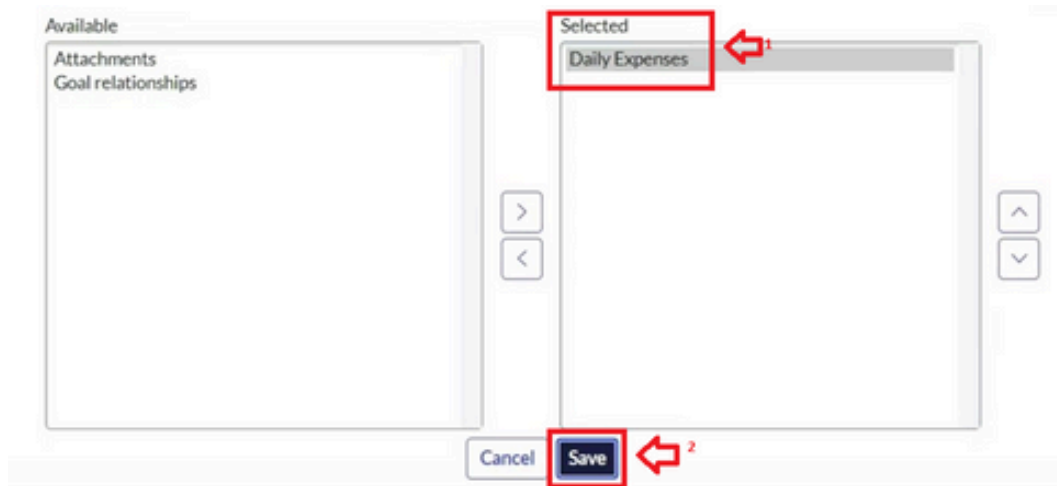 Available
Attachments
Goal relationships
Selected
Daily Expenses
1
Cancel
Save
2